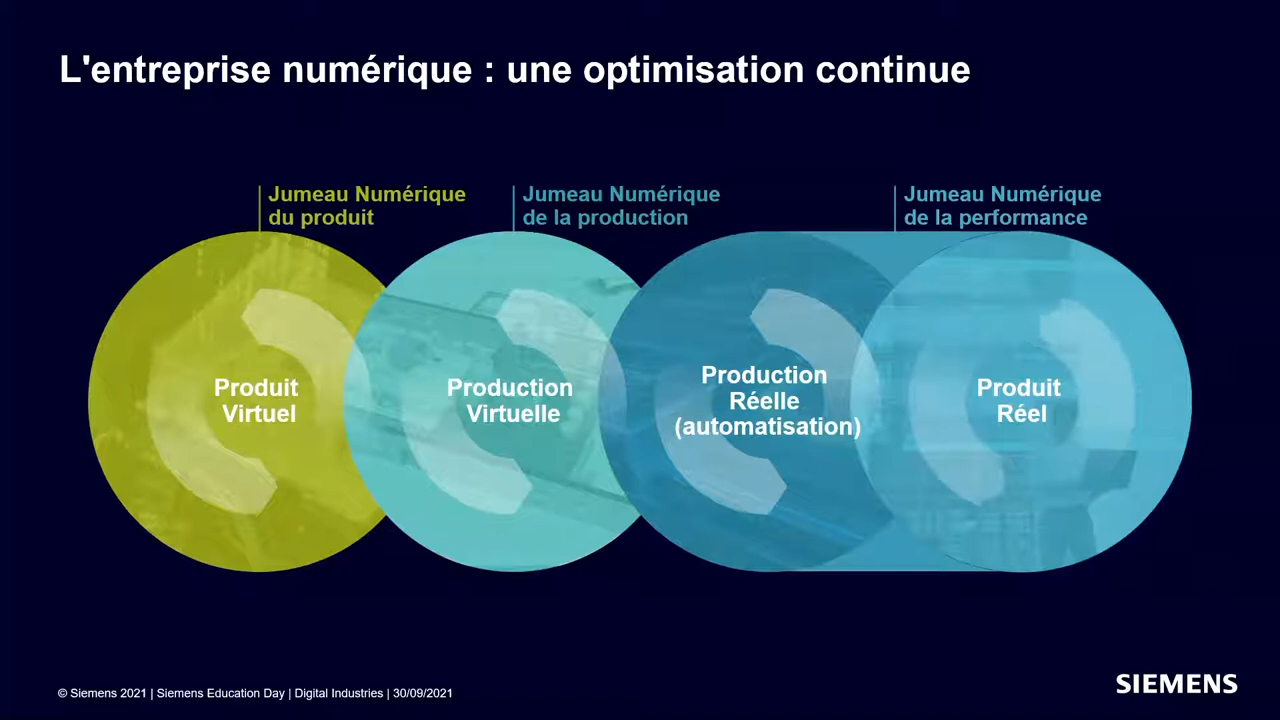 L'entreprise numérique : une optimisation continue
Jumeau Numérique
du produit
Jumeau Numérique
de la production
Jumeau Numérique
de la performance
Produit
Virtuel
Production
Virtuelle
Production
Réelle
(automatisation)
Produit
Réel
© Siemens 2021 | Siemens Education Day | Digital Industries | 30/09/2021
SIEMENS